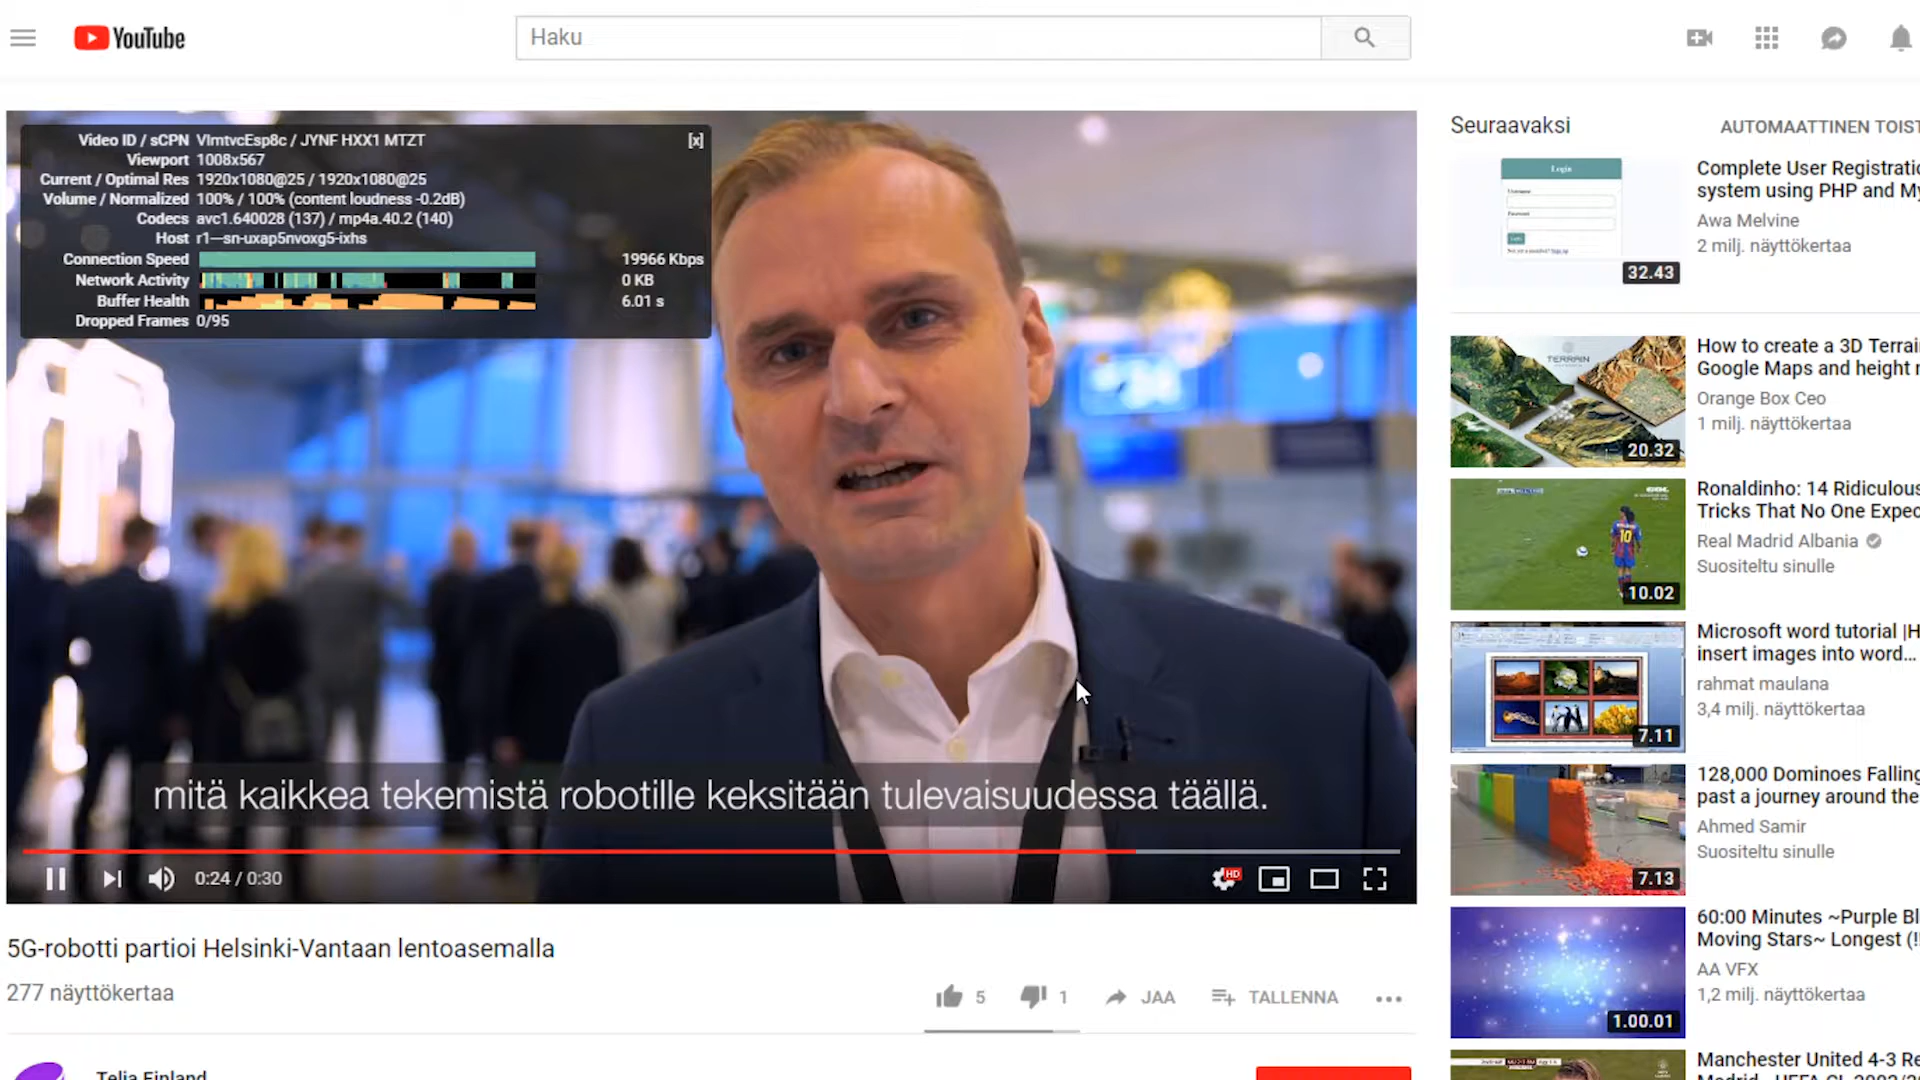 YouTube
Haku
Video ID / sCPN VlmtvcEsp8c / JYNF HXX1 MTZT [x]
Viewport 1008x567
Current / Optimal Res 1920x1080@25 / 1920x1080@25
Volume / Normalized 100% / 100% (content loudness -0.2dB)
Codecs avc1.640028 (137) / mp4a.40.2 (140)
Host r1---sn-uxap5nvoxg5-ixhs
Connection Speed 19966 Kbps
Network Activity 0 KB
Buffer Health 6.01 s
Dropped Frames 0/95
mitä kaikkea tekemistä robotille keksitään tulevaisuudessa täällä.
0:24 / 0:30
HD
5G-robotti partioi Helsinki-Vantaan lentoasemalla
277 näyttökertaa
5
1
JAA
TALLENNA
Telia Finland
Seuraavaksi
AUTOMAATTINEN TOIST
Login
32.43
Complete User Registratio
system using PHP and My
Awa Melvine
2 milj. näyttökertaa
TERRAIN
20.32
How to create a 3D Terrai
Google Maps and height r
Orange Box Ceo
1 milj. näyttökertaa
10
10.02
Ronaldinho: 14 Ridiculous
Tricks That No One Expec
Real Madrid Albania
Suositeltu sinulle
7.11
Microsoft word tutorial |H
insert images into word...
rahmat maulana
3,4 milj. näyttökertaa
7.13
128,000 Dominoes Falling
past a journey around the
Ahmed Samir
Suositeltu sinulle
1.00.01
60:00 Minutes ~Purple Bl
Moving Stars~ Longest (!!
AA VFX
1,2 milj. näyttökertaa
Manchester United 4-3 Re